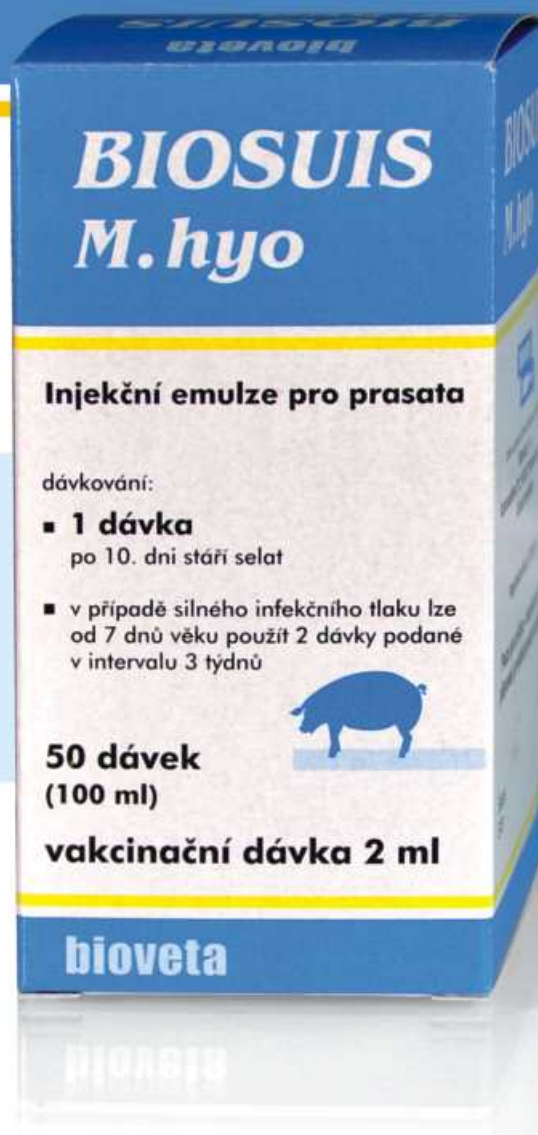 bioveta
BIOSUIS
M. hyo
Injekční emulze pro prasata
dávkování:
▪ 1 dávka
po 10. dni stáří selat
▪ v případě silného infekčního tlaku lze
od 7 dnů věku použít 2 dávky podané
v intervalu 3 týdnů
50 dávek
(100 ml)
vakcinační dávka 2 ml
bioveta